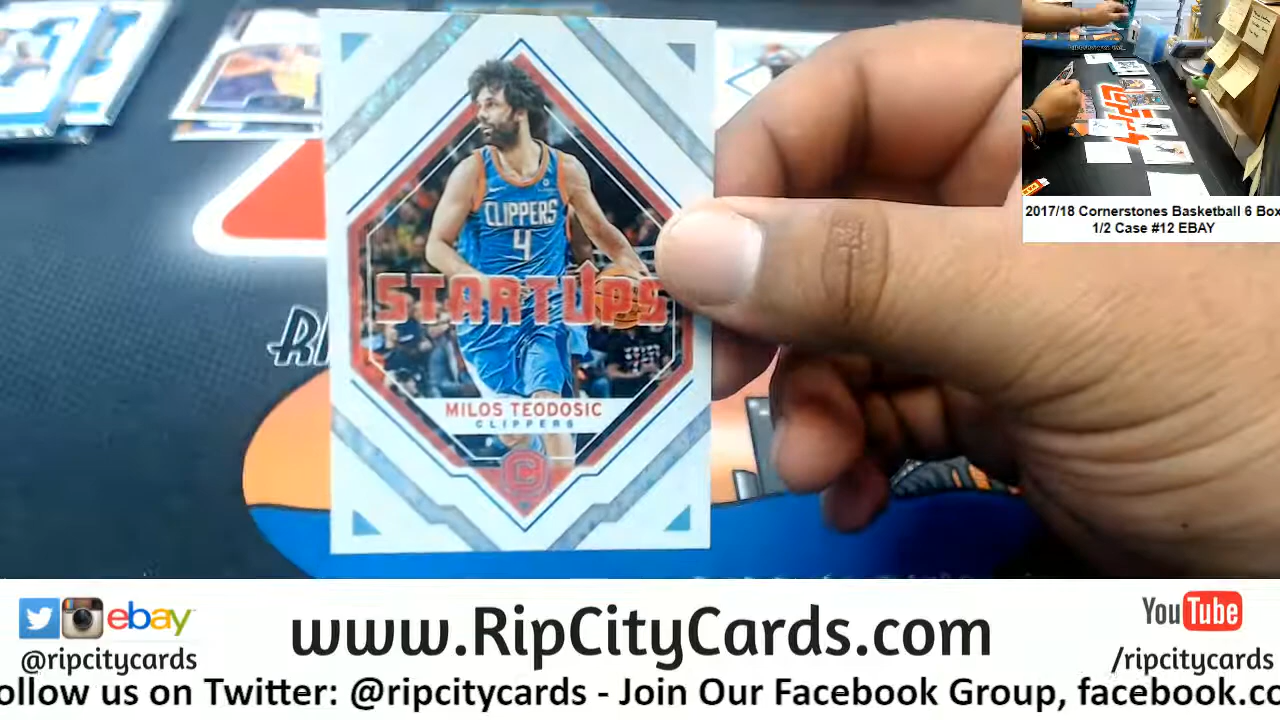 CLIPPERS
4
STARTUPS
MILOS TEODOSIC
CLIPPERS
C
2017/18 Cornerstones Basketball 6 Box
1/2 Case #12 EBAY
ebay
@ripcitycards
www.RipCityCards.com
YouTube
/ripcitycards
ollow us on Twitter: @ripcitycards - Join Our Facebook Group, facebook.co